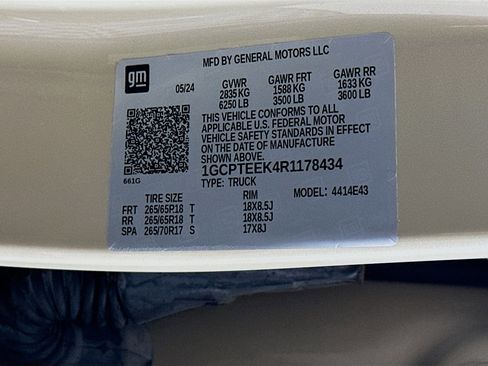 gm
MFD BY GENERAL MOTORS LLC
05/24 GVWR GAWR FRT GAWR RR
2835 KG 1588 KG 1633 KG
6250 LB 3500 LB 3600 LB
THIS VEHICLE CONFORMS TO ALL
APPLICABLE U.S. FEDERAL MOTOR
VEHICLE SAFETY STANDARDS IN EFFECT
ON THE DATE OF MANUFACTURE
SHOWN ABOVE.
1GCPTEEK4R1178434
661G
TYPE: TRUCK
TIRE SIZE RIM MODEL: 4414E43
FRT 265/65R18 T 18X8.5J
RR 265/65R18 T 18X8.5J
SPA 265/70R17 S 17X8J